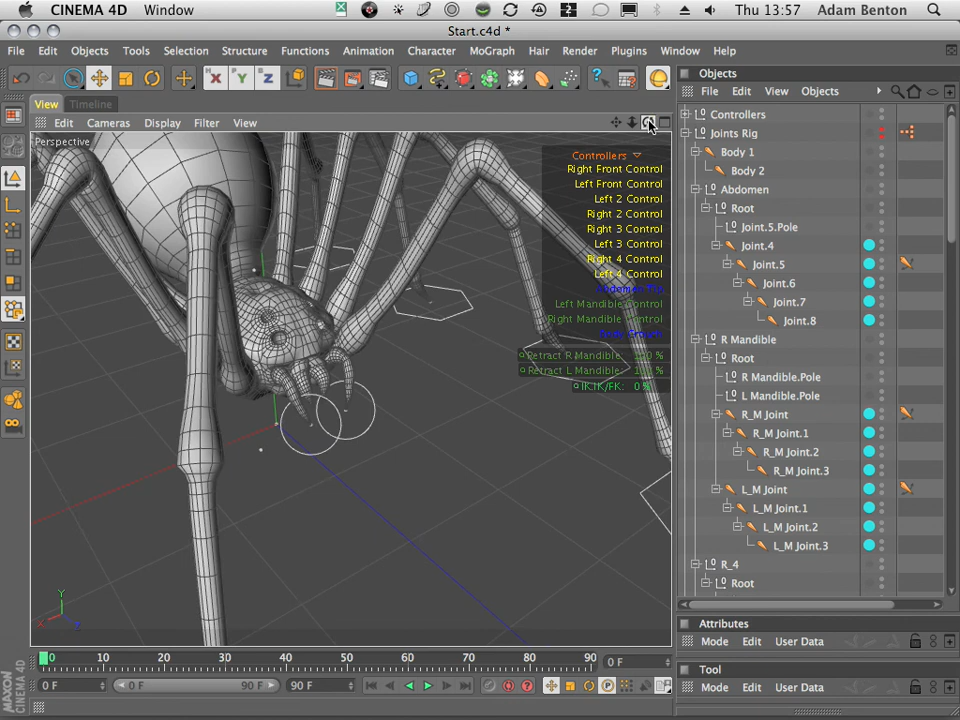 CINEMA 4D Window Thu 13:57 Adam Benton
Start.c4d *
File Edit Objects Tools Selection Structure Functions Animation Character MoGraph Hair Render Plugins Window Help
X Y Z
Objects
View Timeline
File Edit View Objects
Edit Cameras Display Filter View
Perspective
Controllers
Right Front Control
Left Front Control
Left 2 Control
Right 2 Control
Right 3 Control
Left 3 Control
Right 4 Control
Left 4 Control
Left Mandible Control
Right Mandible Control
Retract R Mandible:
Retract L Mandible:
IK.IK/FK: 0 %
Controllers
Joints Rig
Body 1
Body 2
Abdomen
Root
Joint.5.Pole
Joint.4
Joint.5
Joint.6
Joint.7
Joint.8
R Mandible
Root
R Mandible.Pole
L Mandible.Pole
R_M Joint
R_M Joint.1
R_M Joint.2
R_M Joint.3
L_M Joint
L_M Joint.1
L_M Joint.2
L_M Joint.3
R_4
Root
Y
X Z
Attributes
Mode Edit User Data
Tool
Mode Edit User Data
0 10 20 30 40 50 60 70 80 90 0 F
0 F 0 F 90 F 90 F
MAXON
CINEMA 4D